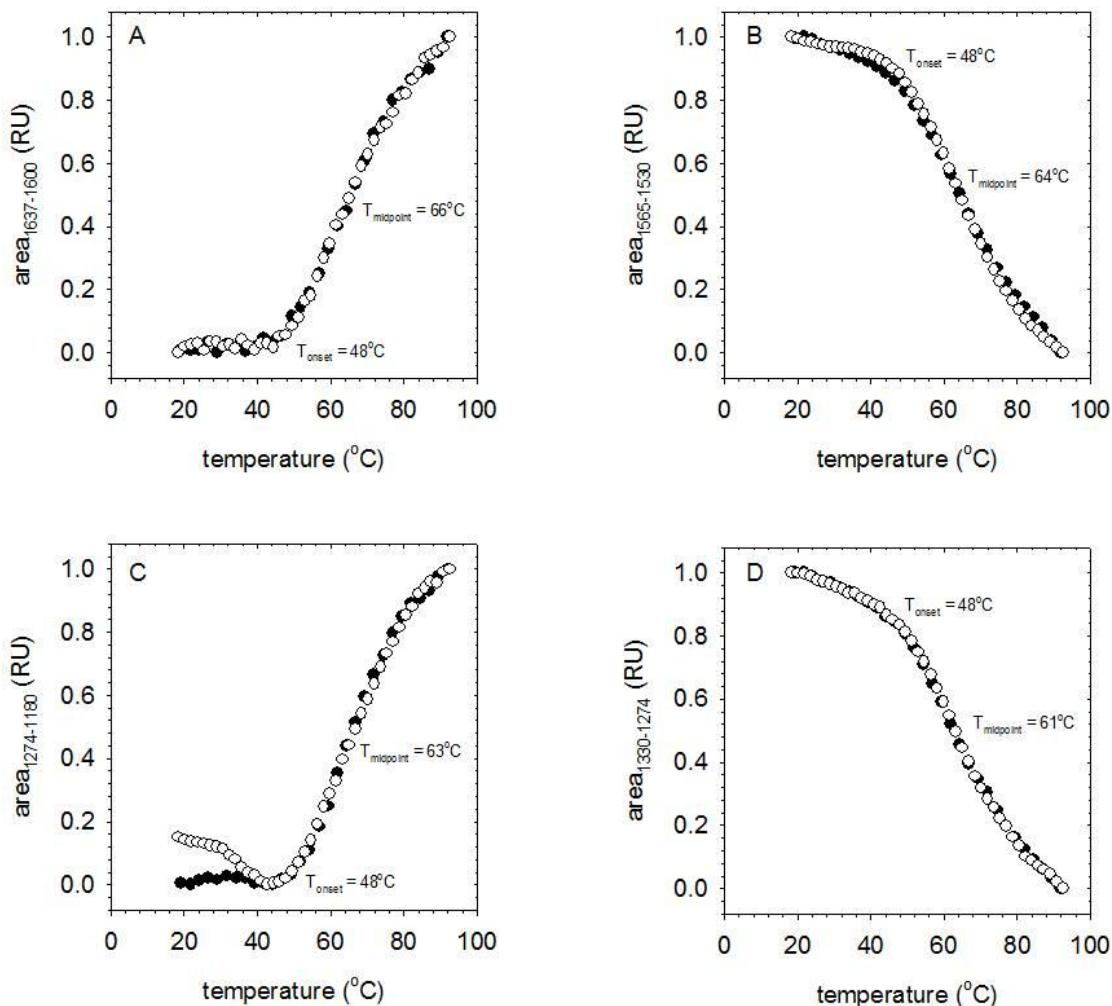 A
1.0
0.8
0.6
0.4
0.2
0.0
area1637-1600 (RU)
Tmidpoint = 66°C
Tonset = 48°C
0 20 40 60 80 100
temperature (°C)
B
1.0
0.8
0.6
0.4
0.2
0.0
area1565-1530 (RU)
Tonset = 48°C
Tmidpoint = 64°C
0 20 40 60 80 100
temperature (°C)
C
1.0
0.8
0.6
0.4
0.2
0.0
area1274-1180 (RU)
Tmidpoint = 63°C
Tonset = 48°C
0 20 40 60 80 100
temperature (°C)
D
1.0
0.8
0.6
0.4
0.2
0.0
area1330-1274 (RU)
Tonset = 48°C
Tmidpoint = 61°C
0 20 40 60 80 100
temperature (°C)